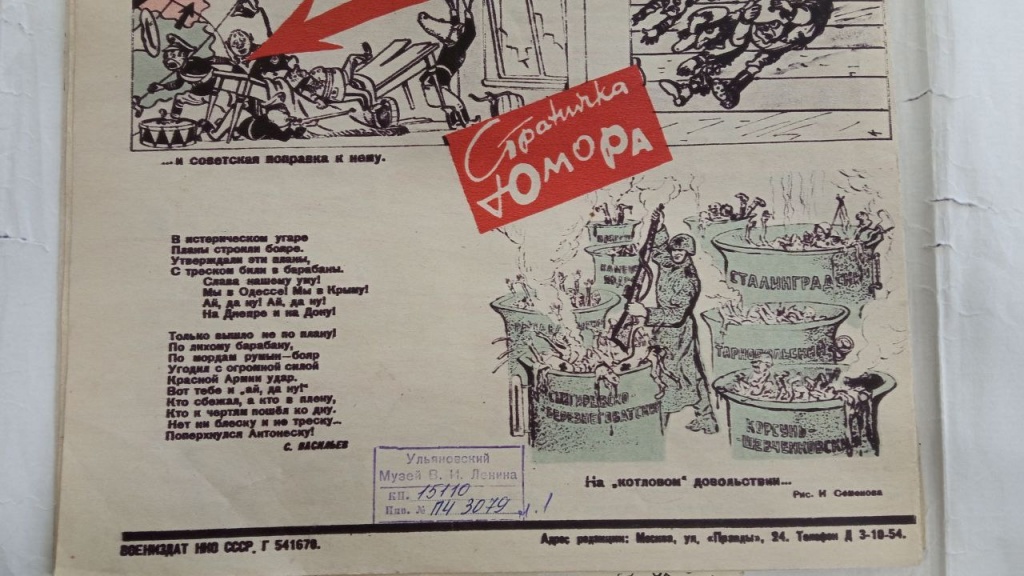 ...и советская поправка к нему.
Страничка
Юмора
В истерическом угаре
Планы строили бояре.
Утверждали эти планы,
С треском били в барабаны.
Слава нашему уму!
Мы в Одессе! Мы в Крыму!
Ай, да ну! Ай, да ну!
На Днепре и на Дону!
Только вышло не по плану!
По лихому барабану,
По мордам румын—бояр
Угодил с огромной силой
Красной Армии удар.
Вот тебе и „ай, да ну!"
Кто сбежал, а кто в плену,
Кто к чертям пошёл ко дну.
Нет ни блеску и не треску...
Поперхнулся Антонеску!
С. ВАСИЛЬЕВ
СТАЛИНГРАДСКИЙ
КОРСУНЬ-
ШЕВЧЕНКОВСКИЙ
На „котловом" довольствии...
Рис. Н Семенова
Ульяновский
Музей В. И. Ленина
КП. 15110
Инв. № ПЧ 3079 л. 1
ВОЕНИЗДАТ НКО СССР, Г 541670.
Адрес редакции: Москва, ул. «Правды», 24. Телефон Д 3-10-54.